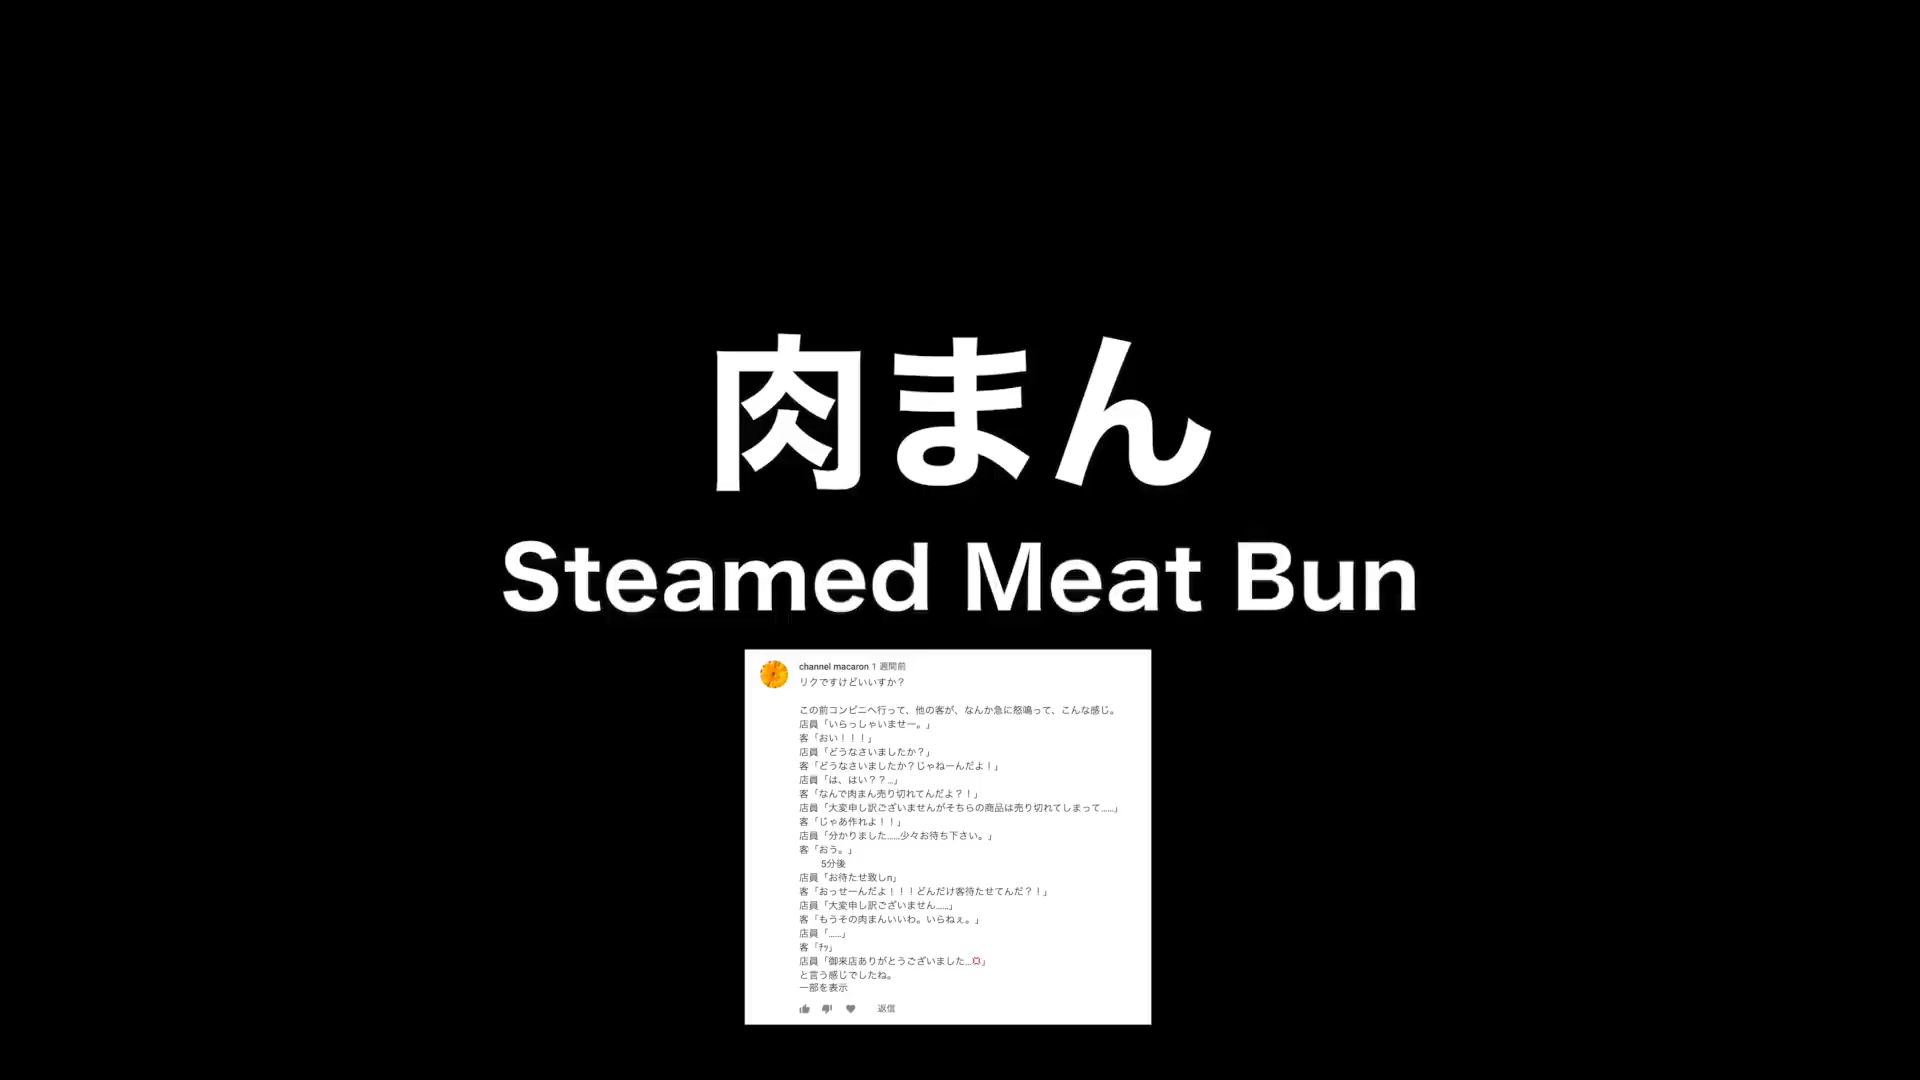 肉まん
Steamed Meat Bun
channel macaron 1 週間前
リクですけどいいすか？
この前コンビニへ行って、他の客が、なんか急に怒鳴って、こんな感じ。
店員「いらっしゃいませー。」
客「おい！！！」
店員「どうなさいましたか？」
客「どうなさいましたか？じゃねーんだよ！」
店員「は、はい？？…」
客「なんで肉まん売り切れてんだよ？！」
店員「大変申し訳ございませんがそちらの商品は売り切れてしまって……」
客「じゃあ作れよ！！」
店員「分かりました……少々お待ち下さい。」
客「おう。」
5分後
店員「お待たせ致しn」
客「おっせーんだよ！！！どんだけ客待たせてんだ？！」
店員「大変申し訳ございません……」
客「もうその肉まんいいわ。いらねぇ。」
店員「……」
客「ﾁｯ」
店員「御来店ありがとうございました…💢」
と言う感じでしたね。
一部を表示
返信